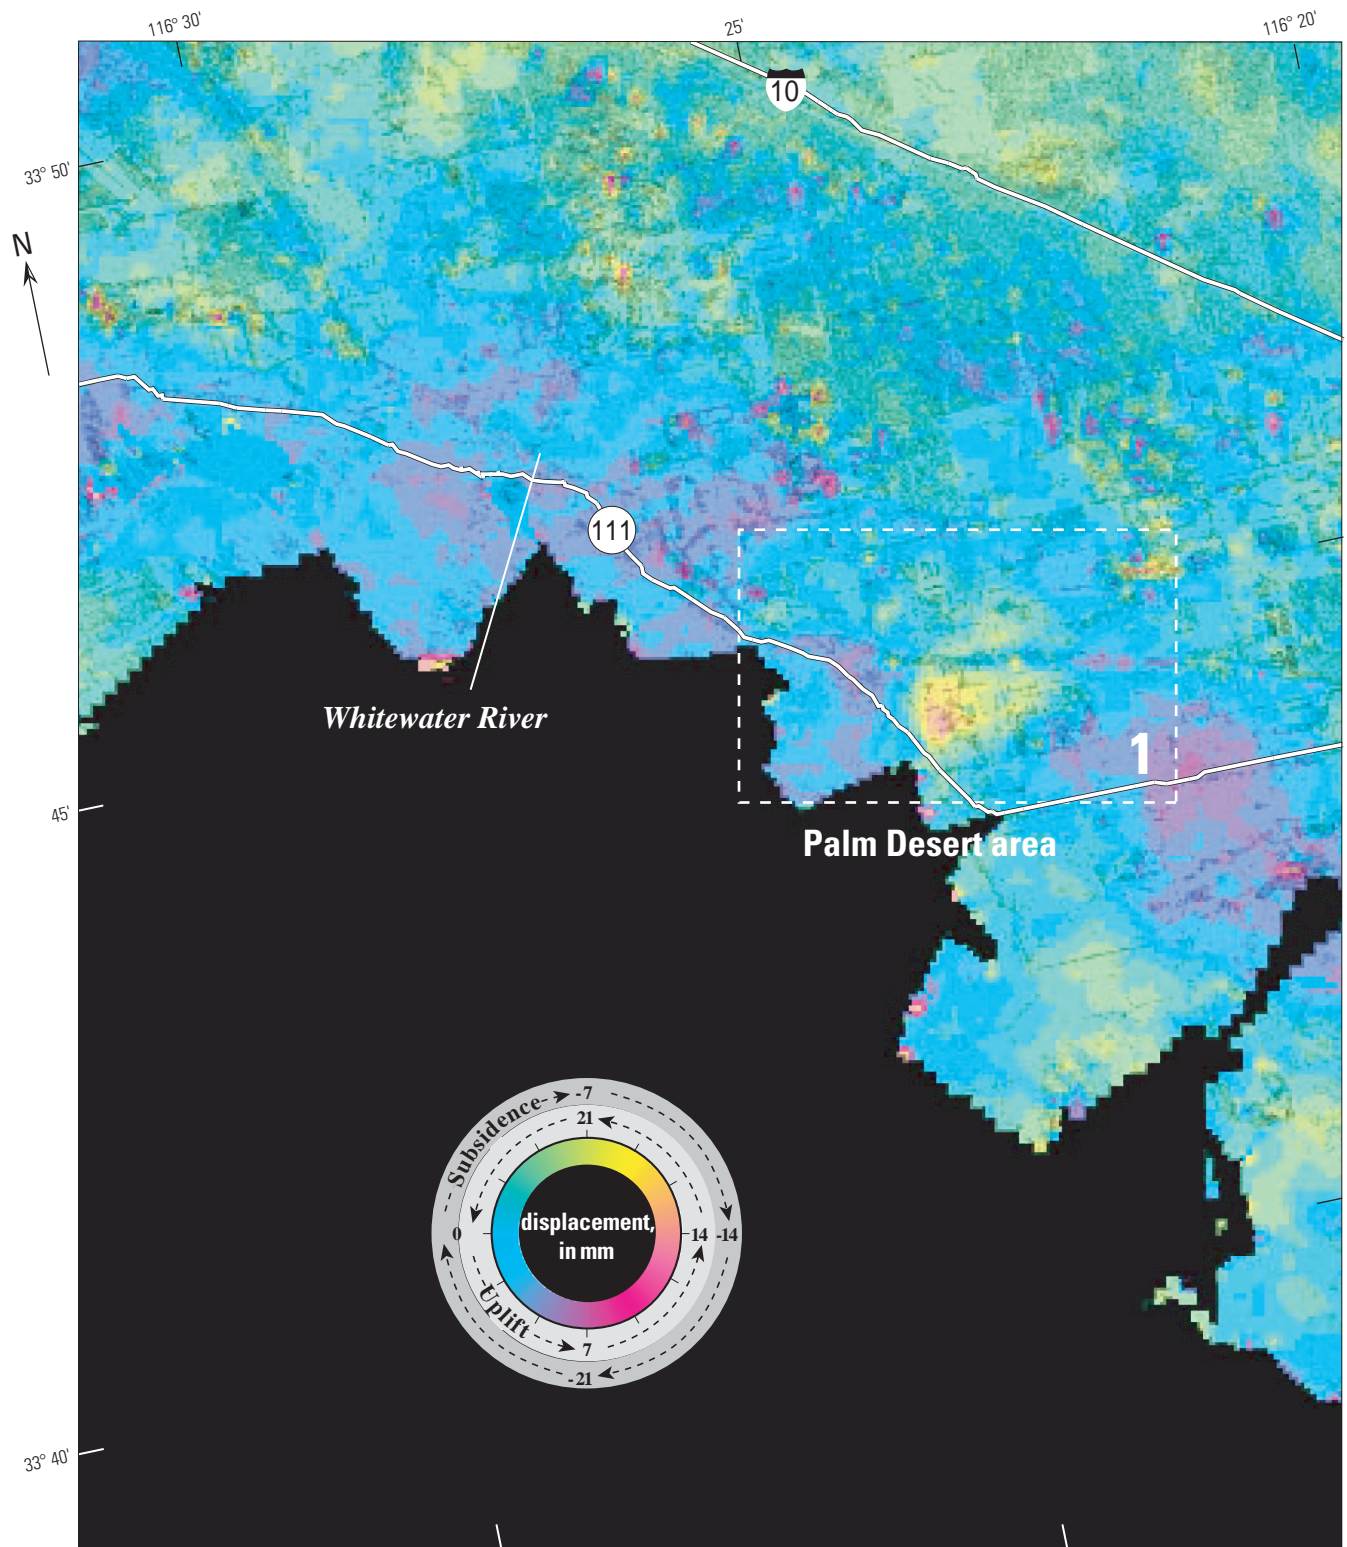 116° 30'
25'
116° 20'
10
33° 50'
N
111
Whitewater River
1
45'
Palm Desert area
Subsidence
-7
21
displacement,
in mm
0
14
-14
Uplift
7
-21
33° 40'